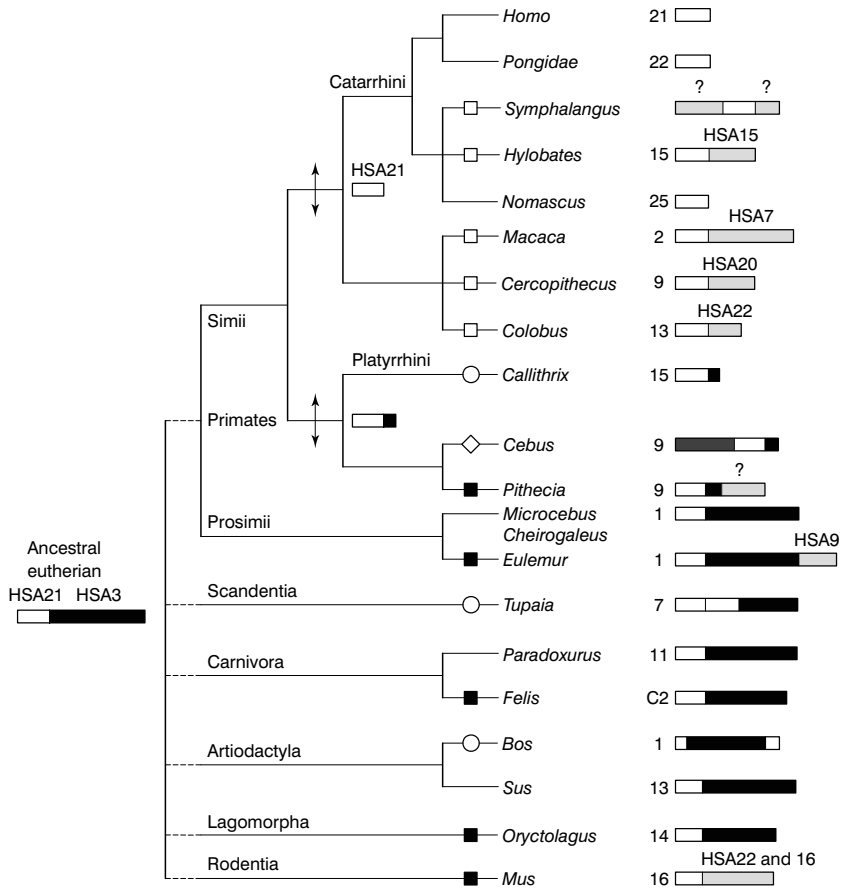 Homo 21
Pongidae 22
? ?
Catarrhini
Symphalangus
HSA15
Hylobates 15
HSA21
Nomascus 25
HSA7
Macaca 2
HSA20
Cercopithecus 9
HSA22
Simii
Colobus 13
Platyrrhini
Callithrix 15
Primates
Cebus 9
?
Pithecia 9
Microcebus 1
Prosimii
Cheirogaleus
HSA9
Ancestral
eutherian
Eulemur 1
HSA21 HSA3
Scandentia
Tupaia 7
Carnivora
Paradoxurus 11
Felis C2
Artiodactyla
Bos 1
Sus 13
Lagomorpha
Oryctolagus 14
HSA22 and 16
Rodentia
Mus 16